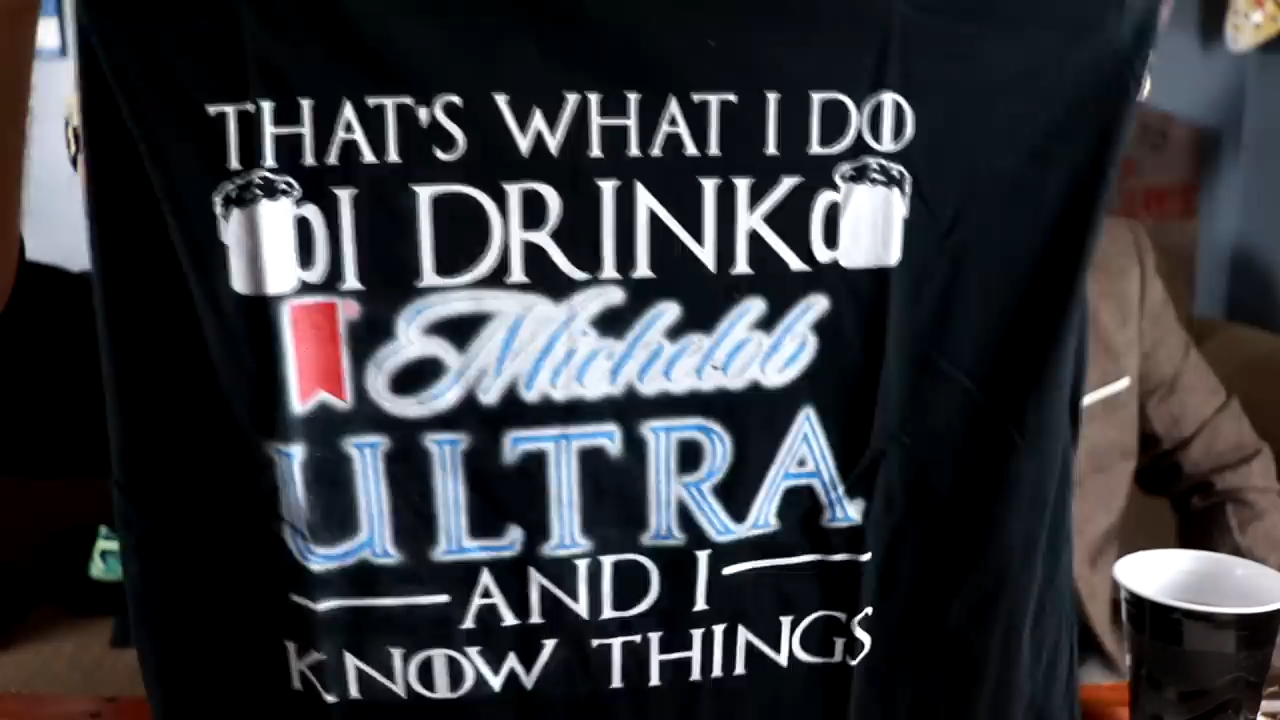 THAT'S WHAT I DO
I DRINK
Michelob
ULTRA
AND I
KNOW THINGS